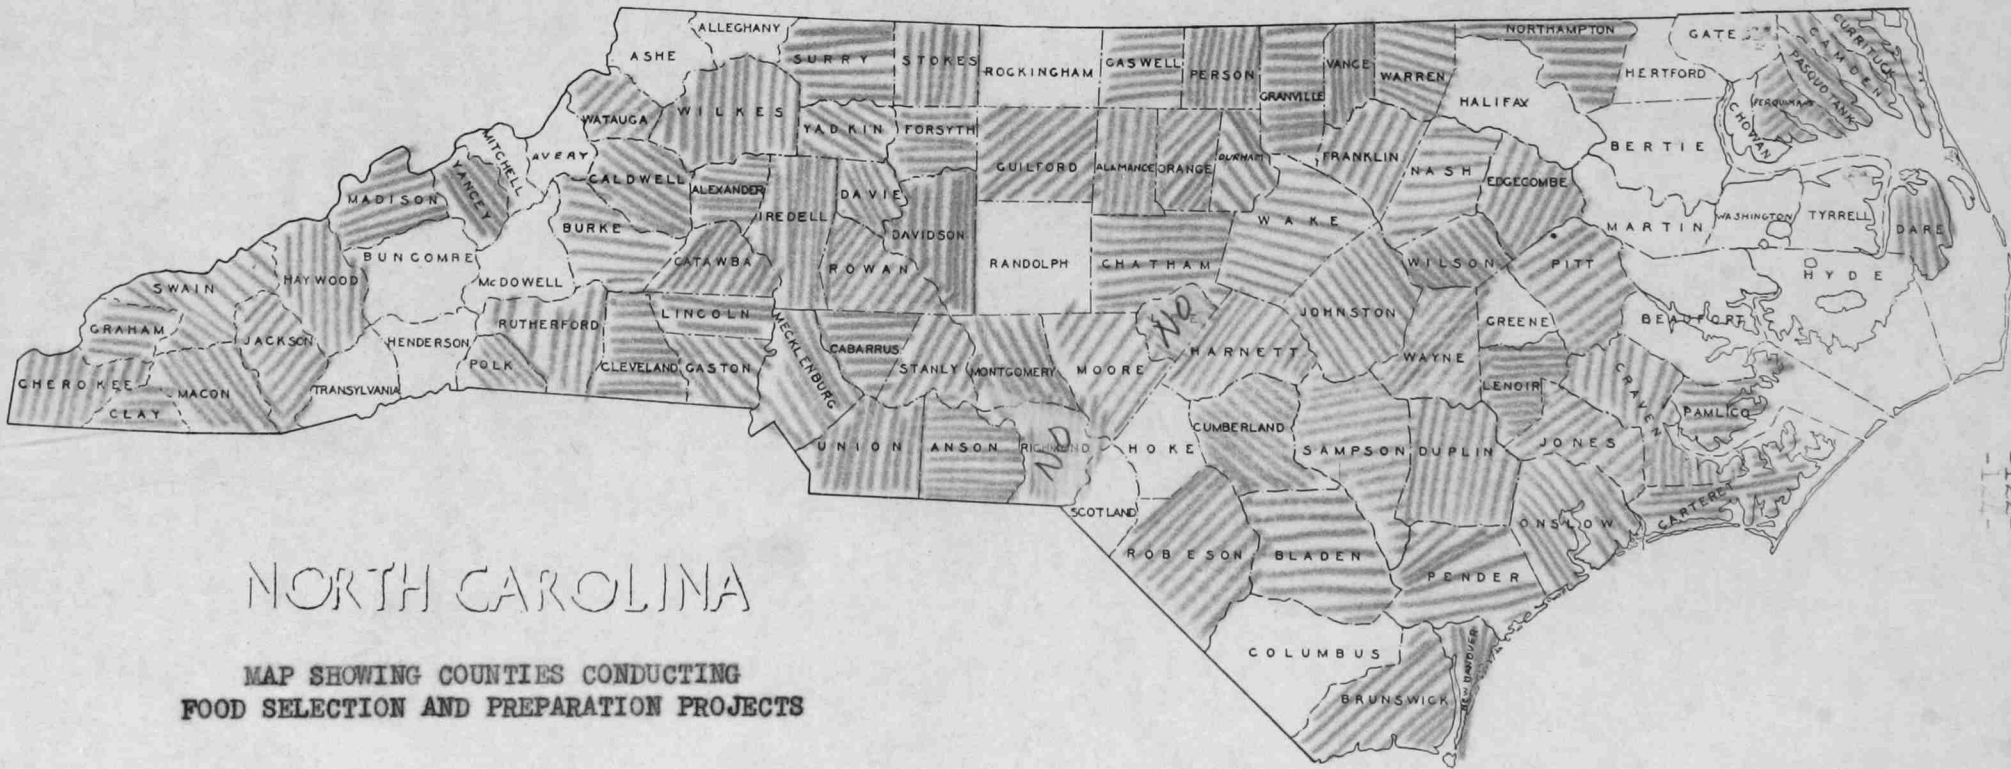 ALLEGHANY
ASHE
SURRY
STOKES
ROCKINGHAM
CASWELL
PERSON
GRANVILLE
VANCE
WARREN
NORTHAMPTON
GATES
CURRITUCK
CAMDEN
PASQUOTANK
PERQUIMANS
CHOWAN
HERTFORD
HALIFAX
BERTIE
WATAUGA
WILKES
YADKIN
FORSYTH
GUILFORD
ALAMANCE
ORANGE
DURHAM
FRANKLIN
NASH
EDGECOMBE
MARTIN
WASHINGTON
TYRRELL
DARE
MITCHELL
AVERY
YANCEY
MADISON
CALDWELL
ALEXANDER
IREDELL
DAVIE
DAVIDSON
RANDOLPH
CHATHAM
WAKE
WILSON
PITT
HYDE
BEAUFORT
BURKE
CATAWBA
ROWAN
BUNCOMBE
McDOWELL
HAYWOOD
SWAIN
GRAHAM
JACKSON
HENDERSON
RUTHERFORD
LINCOLN
CLEVELAND
GASTON
MECKLENBURG
CABARRUS
STANLY
MONTGOMERY
MOORE
NO
HARNETT
JOHNSTON
WAYNE
GREENE
LENOIR
CRAVEN
PAMLICO
CHEROKEE
CLAY
MACON
TRANSYLVANIA
POLK
UNION
ANSON
RICHMOND
NO
HOKE
CUMBERLAND
SAMPSON
DUPLIN
JONES
ONSLOW
CARTERET
SCOTLAND
ROBESON
BLADEN
PENDER
COLUMBUS
BRUNSWICK
NEW HANOVER
NORTH CAROLINA
MAP SHOWING COUNTIES CONDUCTING
FOOD SELECTION AND PREPARATION PROJECTS